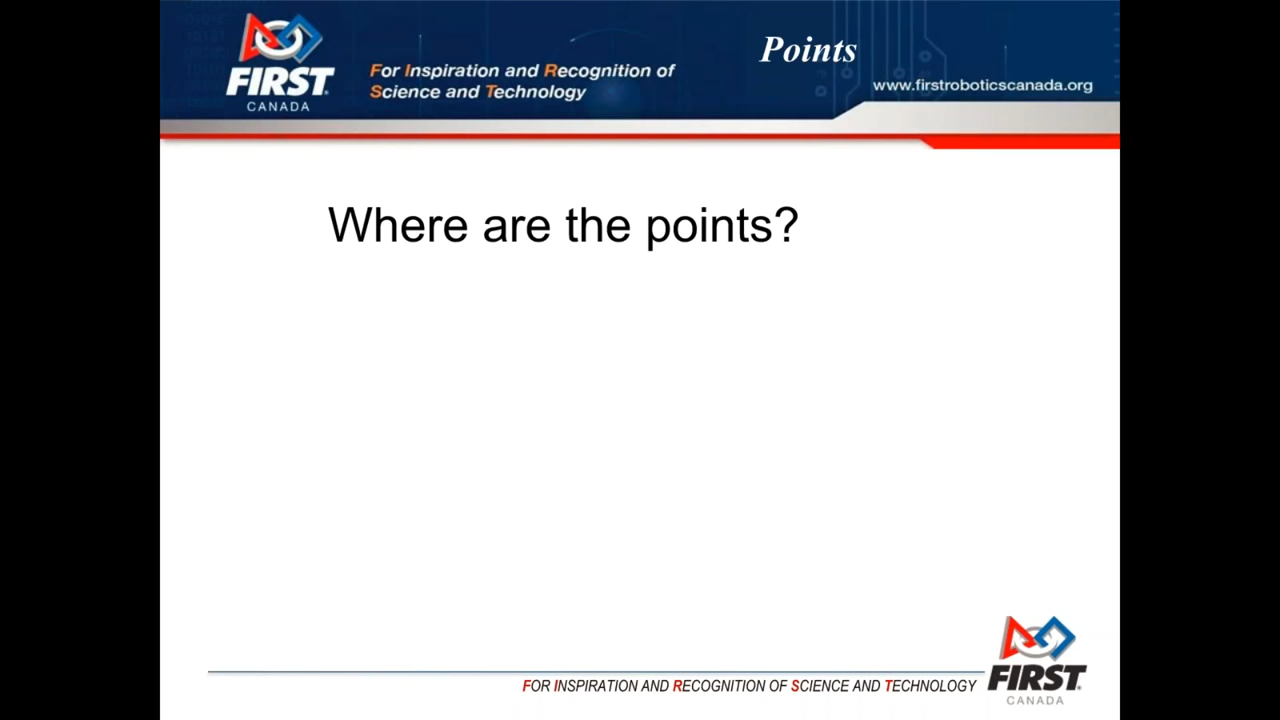 FIRST
CANADA
For Inspiration and Recognition of
Science and Technology
Points
www.firstroboticscanada.org
Where are the points?
FOR INSPIRATION AND RECOGNITION OF SCIENCE AND TECHNOLOGY
FIRST
CANADA